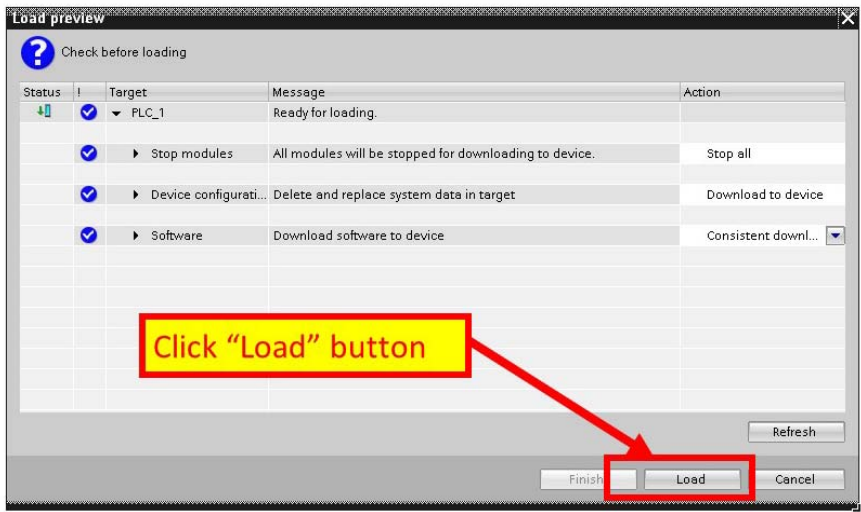 Load preview
Check before loading
Status ! Target Message Action
PLC_1 Ready for loading.
Stop modules All modules will be stopped for downloading to device. Stop all
Device configurati... Delete and replace system data in target Download to device
Software Download software to device Consistent downl...
Click “Load” button
Refresh
Finish Load Cancel